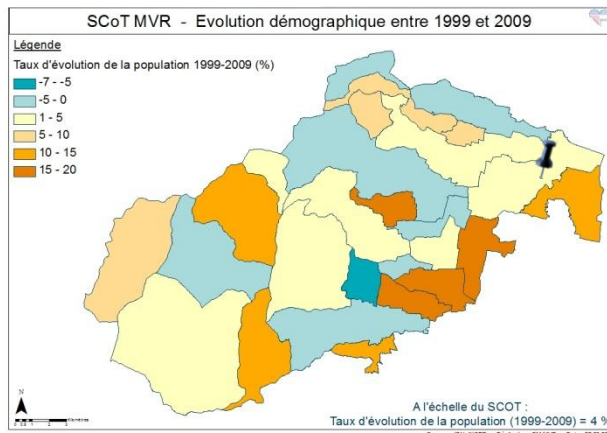 SCoT MVR - Evolution démographique entre 1999 et 2009
Légende
Taux d'évolution de la population 1999-2009 (%)
-7 - -5
-5 - 0
1 - 5
5 - 10
10 - 15
15 - 20
N
A l'échelle du SCOT :
Taux d'évolution de la population (1999-2009) = 4 %